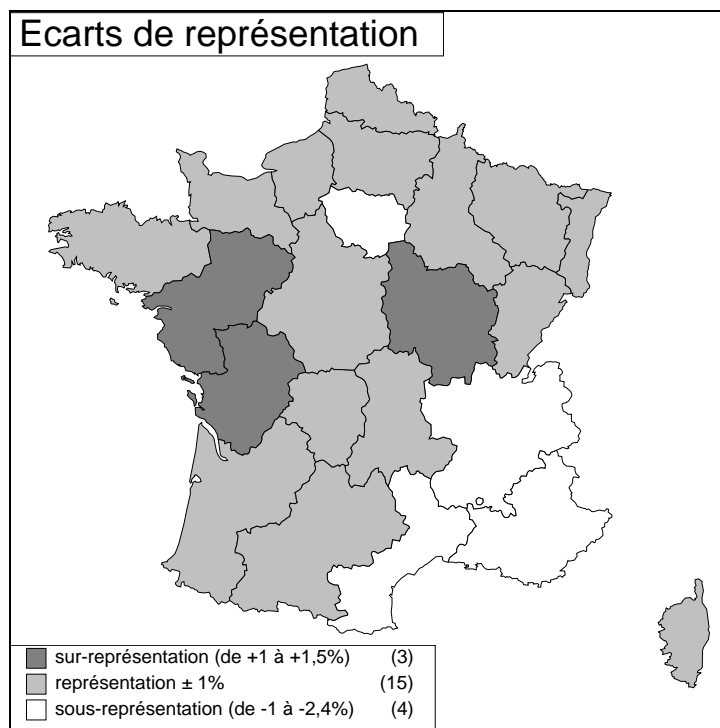 Ecarts de représentation
sur-représentation (de +1 à +1,5%) (3)
représentation ± 1% (15)
sous-représentation (de -1 à -2,4%) (4)